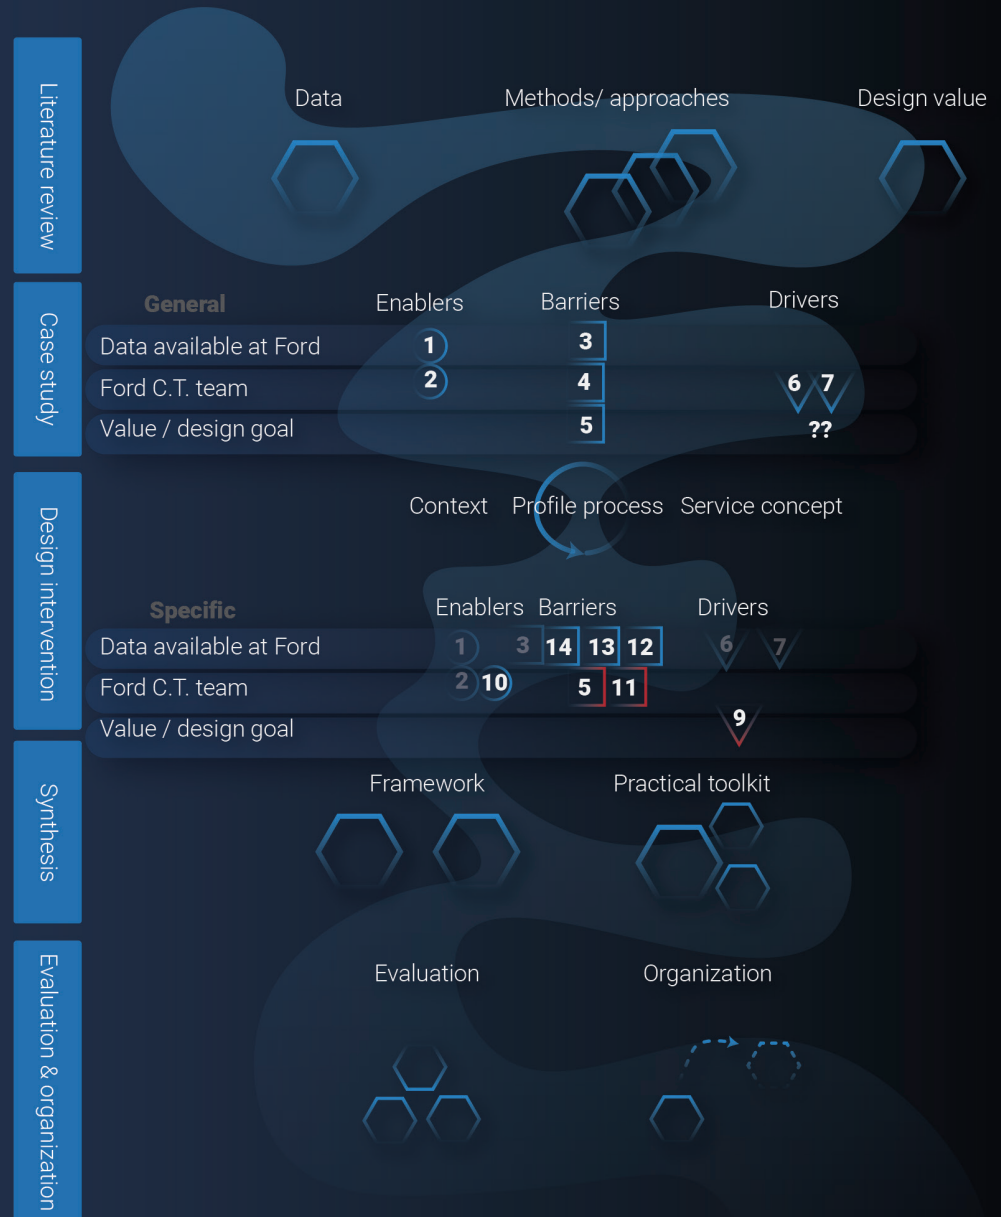 Literature review
Data
Methods/ approaches
Design value
Case study
General
Enablers
Barriers
Drivers
Data available at Ford
1
3
Ford C.T. team
2
4
6 7
Value / design goal
5
??
Design intervention
Context
Profile process
Service concept
Specific
Enablers
Barriers
Drivers
Data available at Ford
1
3 14 13 12
6 7
Ford C.T. team
2 10
5 11
Value / design goal
9
Synthesis
Framework
Practical toolkit
Evaluation & organization
Evaluation
Organization